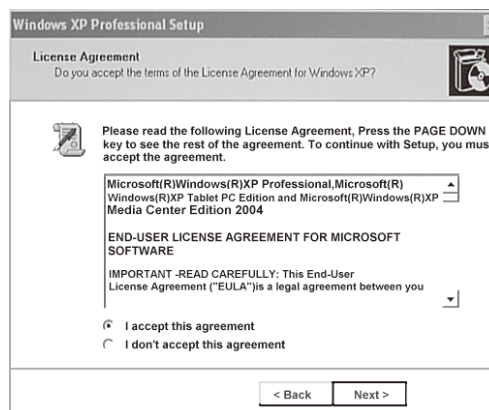 Windows XP Professional Setup
License Agreement
Do you accept the terms of the License Agreement for Windows XP?
Please read the following License Agreement, Press the PAGE DOWN
key to see the rest of the agreement. To continue with Setup, you mus
accept the agreement.
Microsoft(R)Windows(R)XP Professional,Microsoft(R)
Windows(R)XP Tablet PC Edition and Microsoft(R)Windows(R)XP
Media Center Edition 2004
END-USER LICENSE AGREEMENT FOR MICROSOFT
SOFTWARE
IMPORTANT -READ CAREFULLY: This End-User
License Agreement ("EULA")is a legal agreement between you
I accept this agreement
I don't accept this agreement
< Back Next >